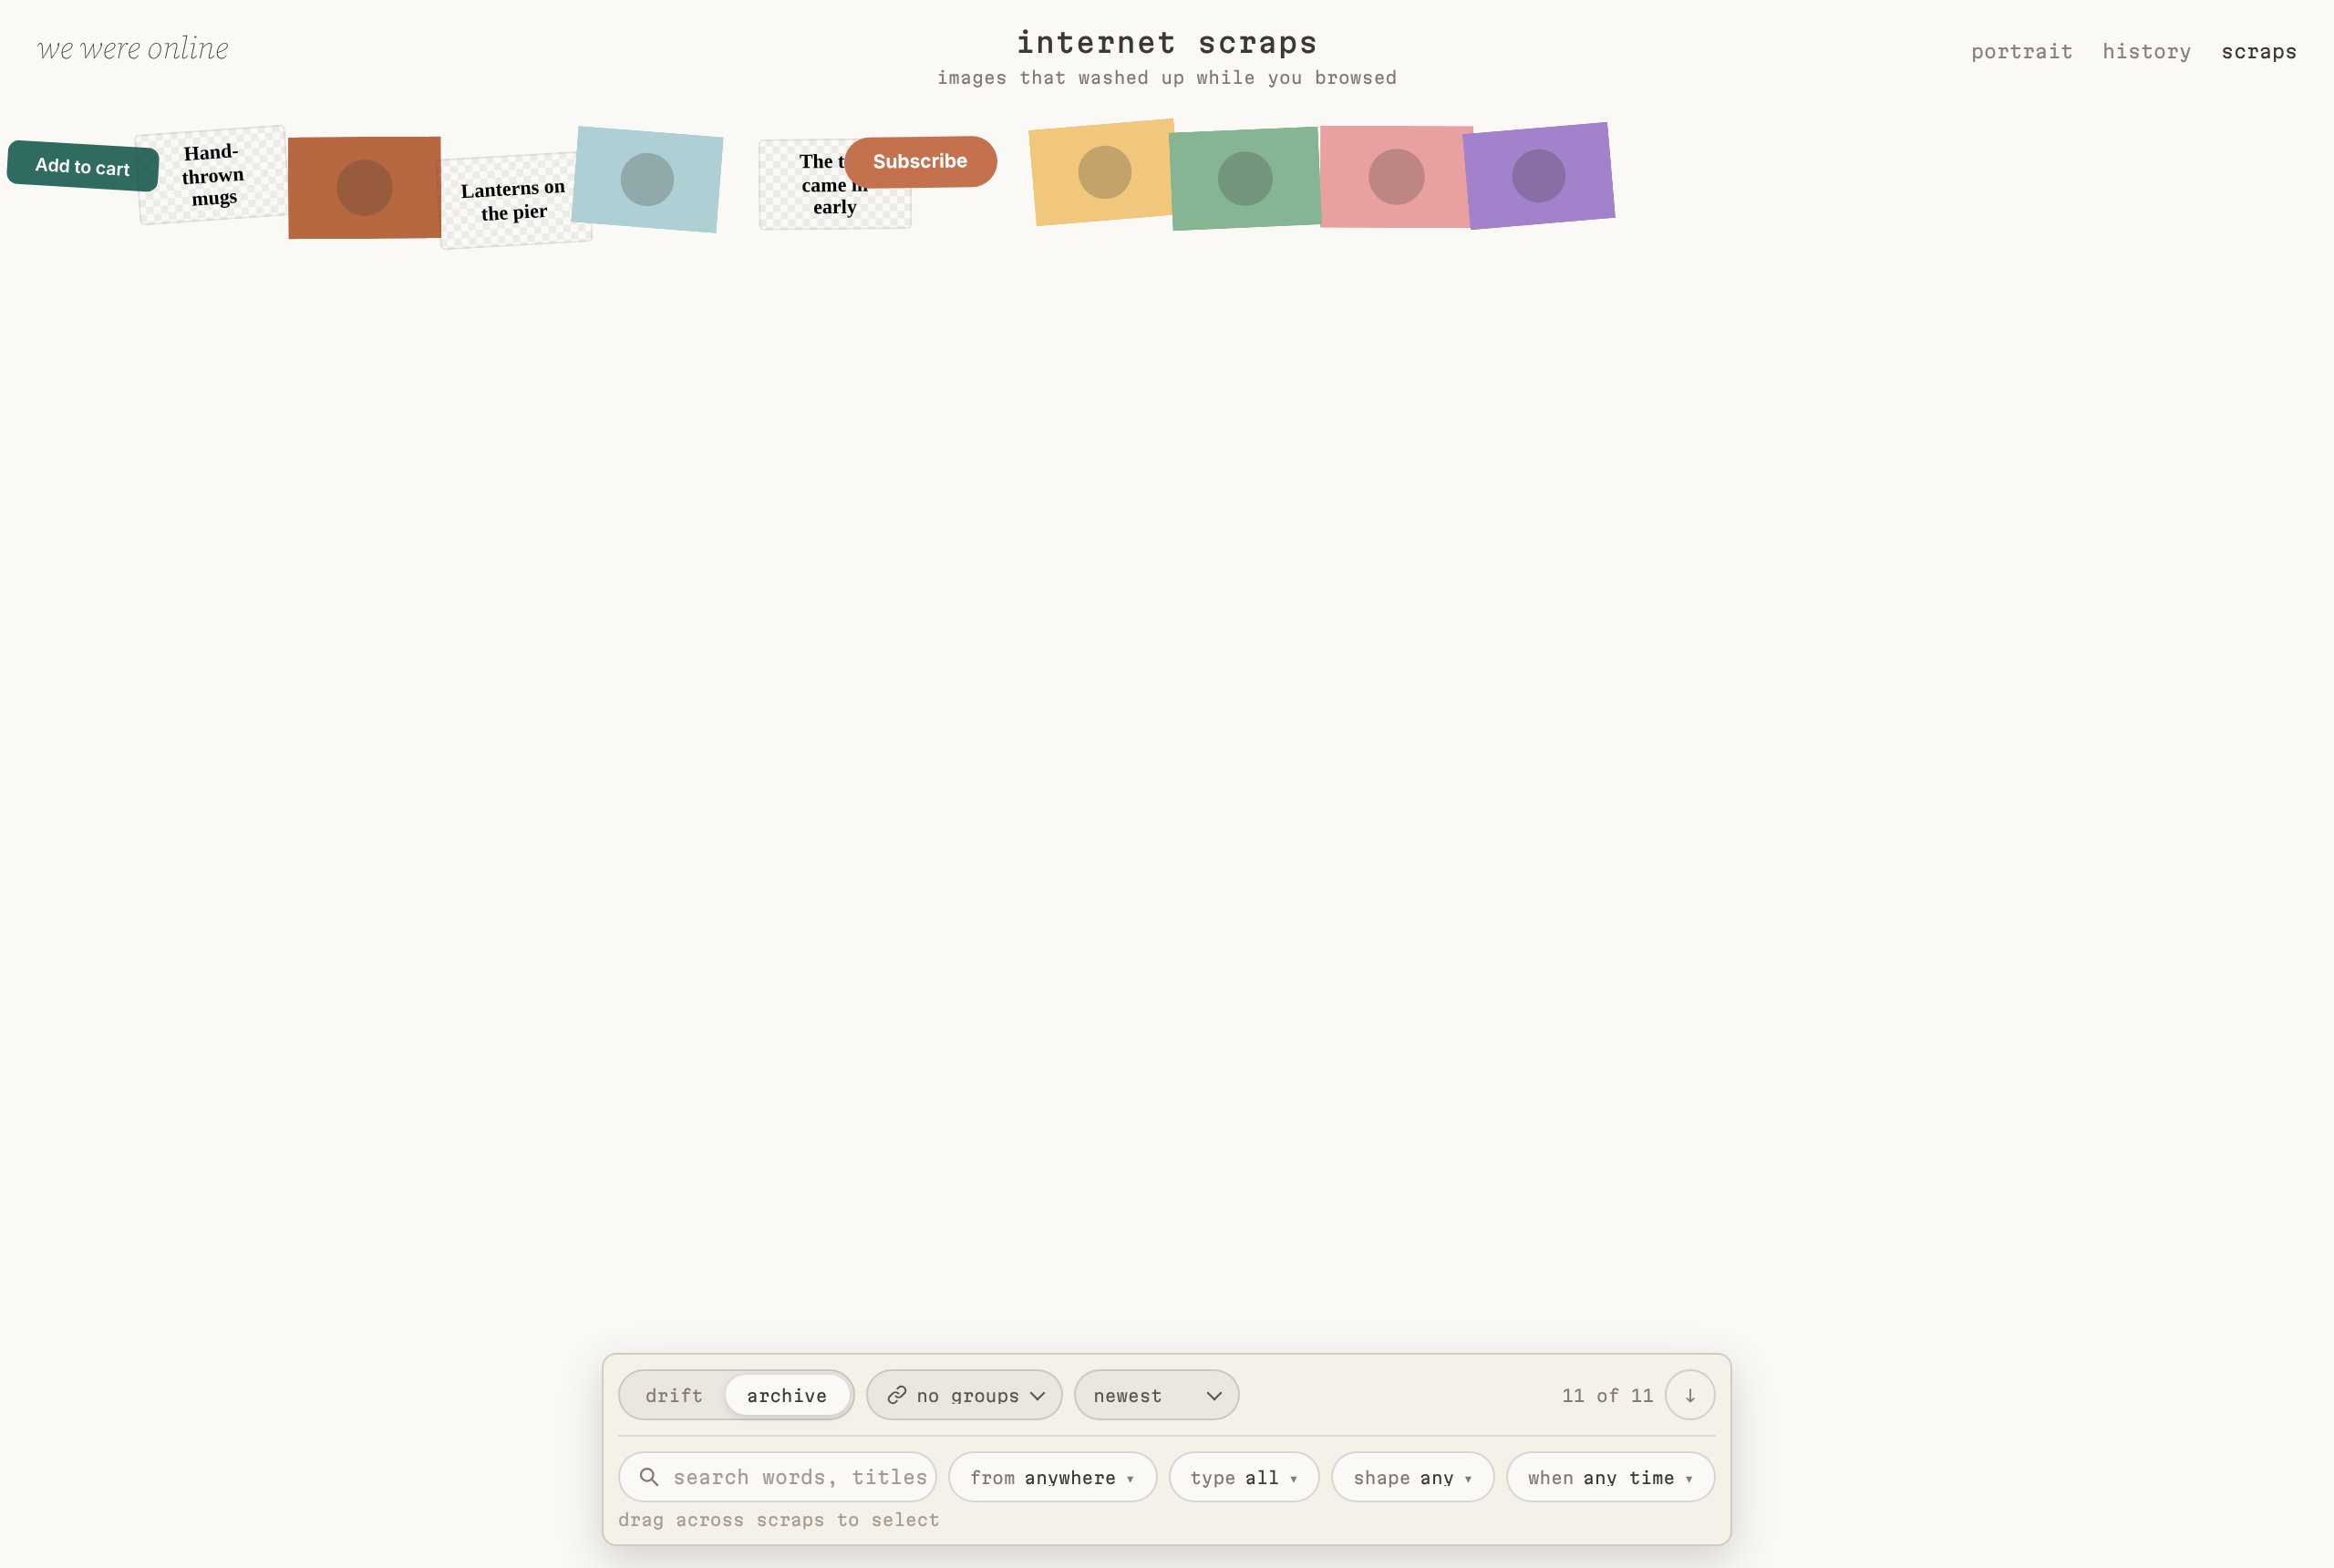 we were online
internet scraps
images that washed up while you browsed
portrait history scraps
Add to cart
Hand-
thrown
mugs
Lanterns on
the pier
The
came
early
Subscribe
drift archive no groups newest 11 of 11
search words, titles from anywhere type all shape any when any time
drag across scraps to select